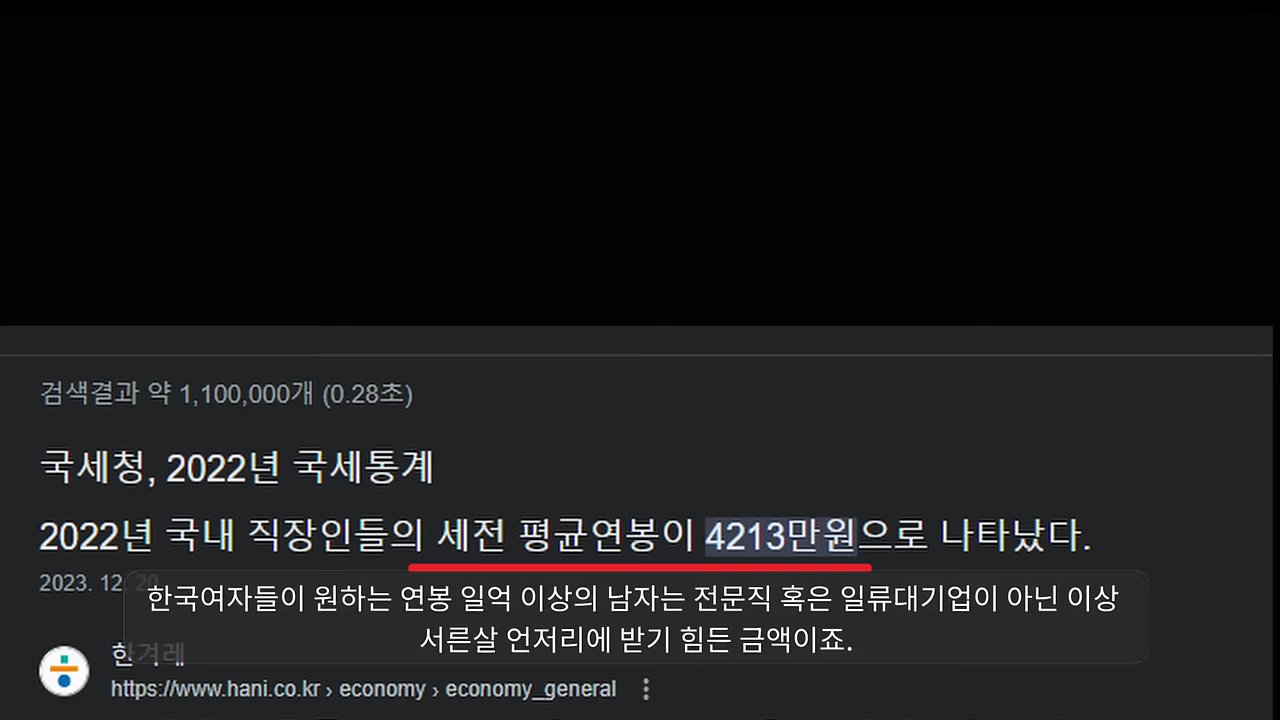 검색결과 약 1,100,000개 (0.28초)
국세청, 2022년 국세통계
2022년 국내 직장인들의 세전 평균연봉이 4213만원으로 나타났다.
2023. 12. 20.
한국여자들이 원하는 연봉 일억 이상의 남자는 전문직 혹은 일류대기업이 아닌 이상
서른살 언저리에 받기 힘든 금액이죠.
한겨레
https://www.hani.co.kr › economy › economy_general